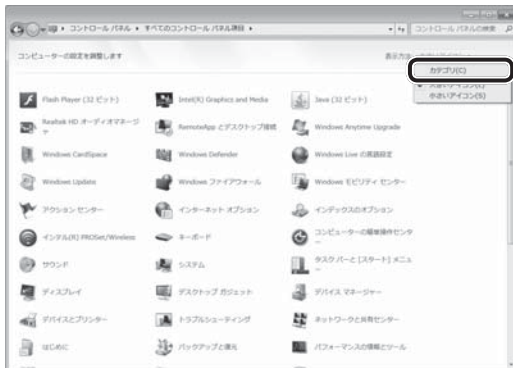 コントロール パネル ▸ すべてのコントロール パネル項目 ▸
コントロール パネルの検索
コンピューターの設定を調整します
表示方法:
カテゴリ(C)
大きいアイコン(L)
小さいアイコン(S)
Flash Player (32 ビット)
Intel(R) Graphics and Media
Java (32 ビット)
Realtek HD オーディオマネージャ
RemoteApp とデスクトップ接続
Windows Anytime Upgrade
Windows CardSpace
Windows Defender
Windows Live の言語設定
Windows Update
Windows ファイアウォール
Windows モビリティ センター
アクション センター
インターネット オプション
インデックスのオプション
インテル(R) PROSet/Wireless
キーボード
コンピューターの簡単操作センター
サウンド
システム
タスク バーと [スタート] メニュー
ディスプレイ
デスクトップ ガジェット
デバイス マネージャー
デバイスとプリンター
トラブルシューティング
ネットワークと共有センター
はじめに
バックアップと復元
パフォーマンスの情報とツール